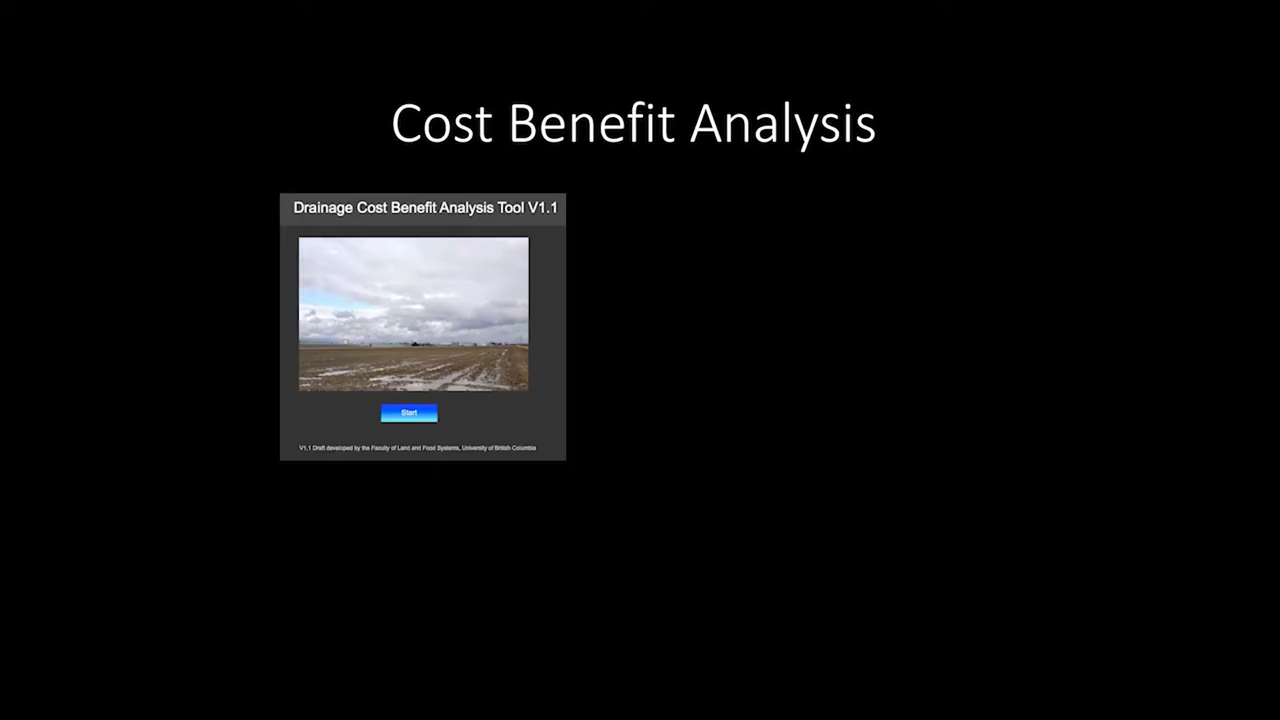 Cost Benefit Analysis
Drainage Cost Benefit Analysis Tool V1.1
Start
V1.1 Draft developed by the Faculty of Land and Food Systems, University of British Columbia